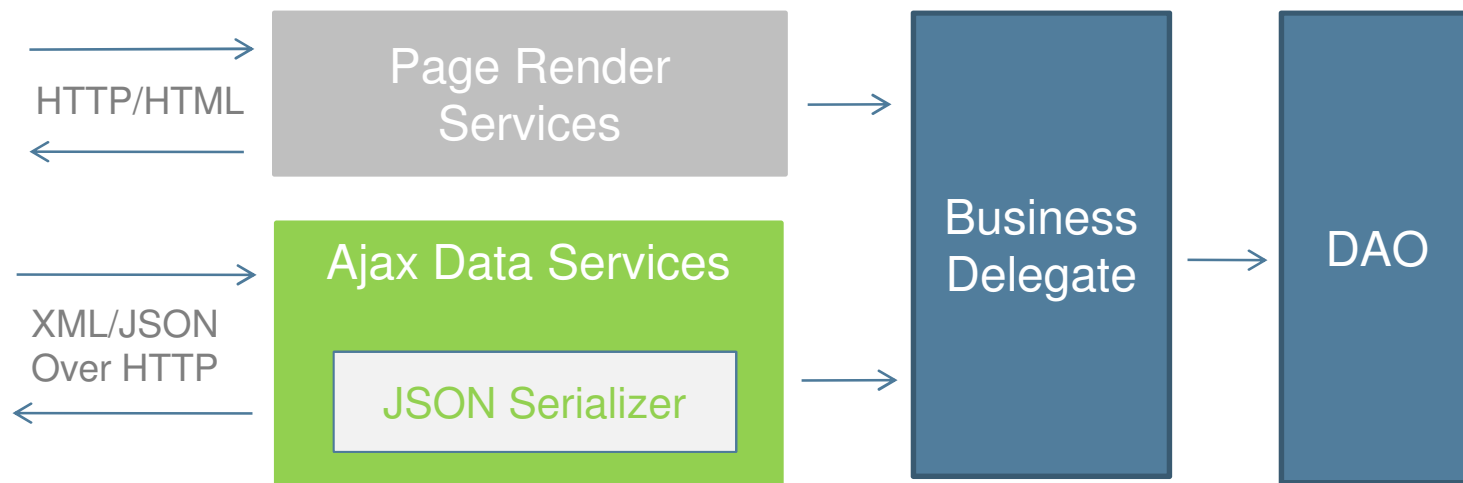 HTTP/HTML
Page Render
Services
XML/JSON
Over HTTP
Ajax Data Services
JSON Serializer
Business
Delegate
DAO